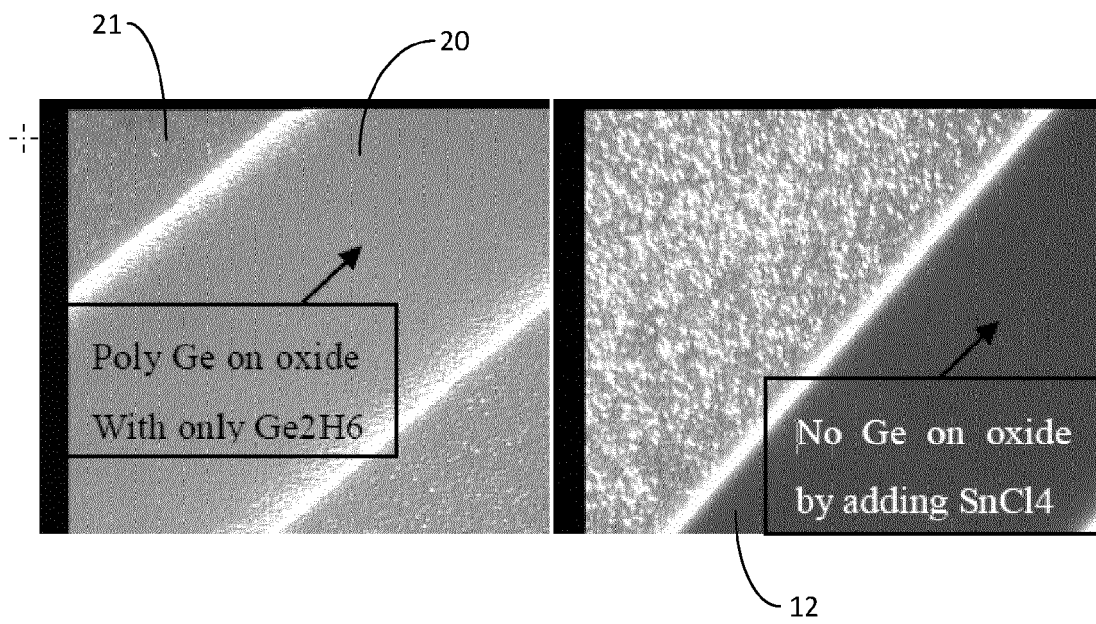 21
20
Poly Ge on oxide
With only Ge2H6
No Ge on oxide
by adding SnCl4
12